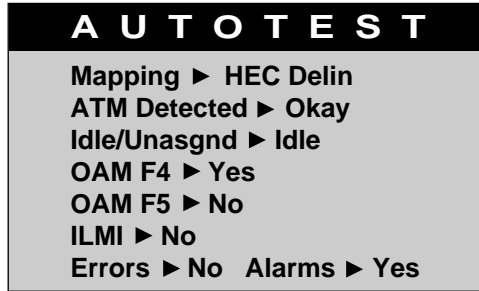 AUTOTEST
Mapping ► HEC Delin
ATM Detected ► Okay
Idle/Unasgnd ► Idle
OAM F4 ► Yes
OAM F5 ► No
ILMI ► No
Errors ► No Alarms ► Yes